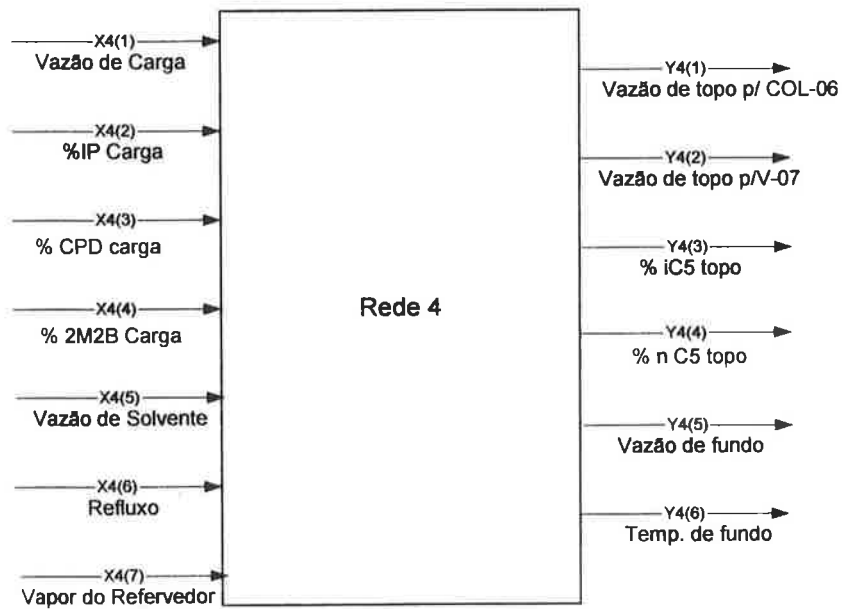 X4(1)
Vazão de Carga
X4(2)
%IP Carga
X4(3)
% CPD carga
X4(4)
% 2M2B Carga
X4(5)
Vazão de Solvente
X4(6)
Refluxo
X4(7)
Vapor do Refervedor
Rede 4
Y4(1)
Vazão de topo p/ COL-06
Y4(2)
Vazão de topo p/V-07
Y4(3)
% iC5 topo
Y4(4)
% n C5 topo
Y4(5)
Vazão de fundo
Y4(6)
Temp. de fundo